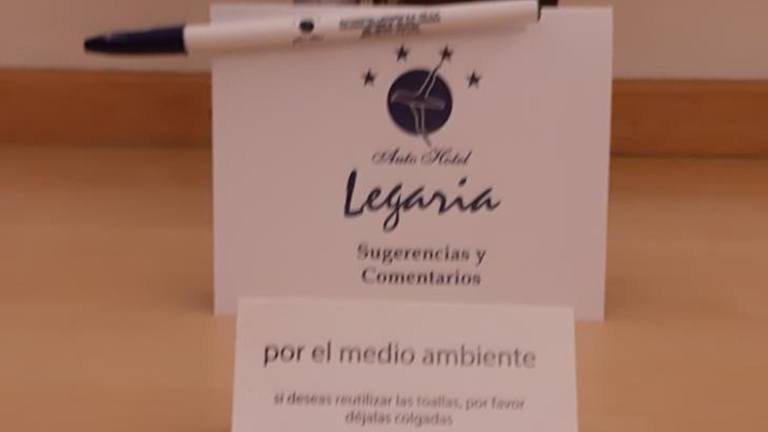 Auto Hotel
Legaria
Sugerencias y
Comentarios
por el medio ambiente
si deseas reutilizar las toallas, por favor
déjalas colgadas